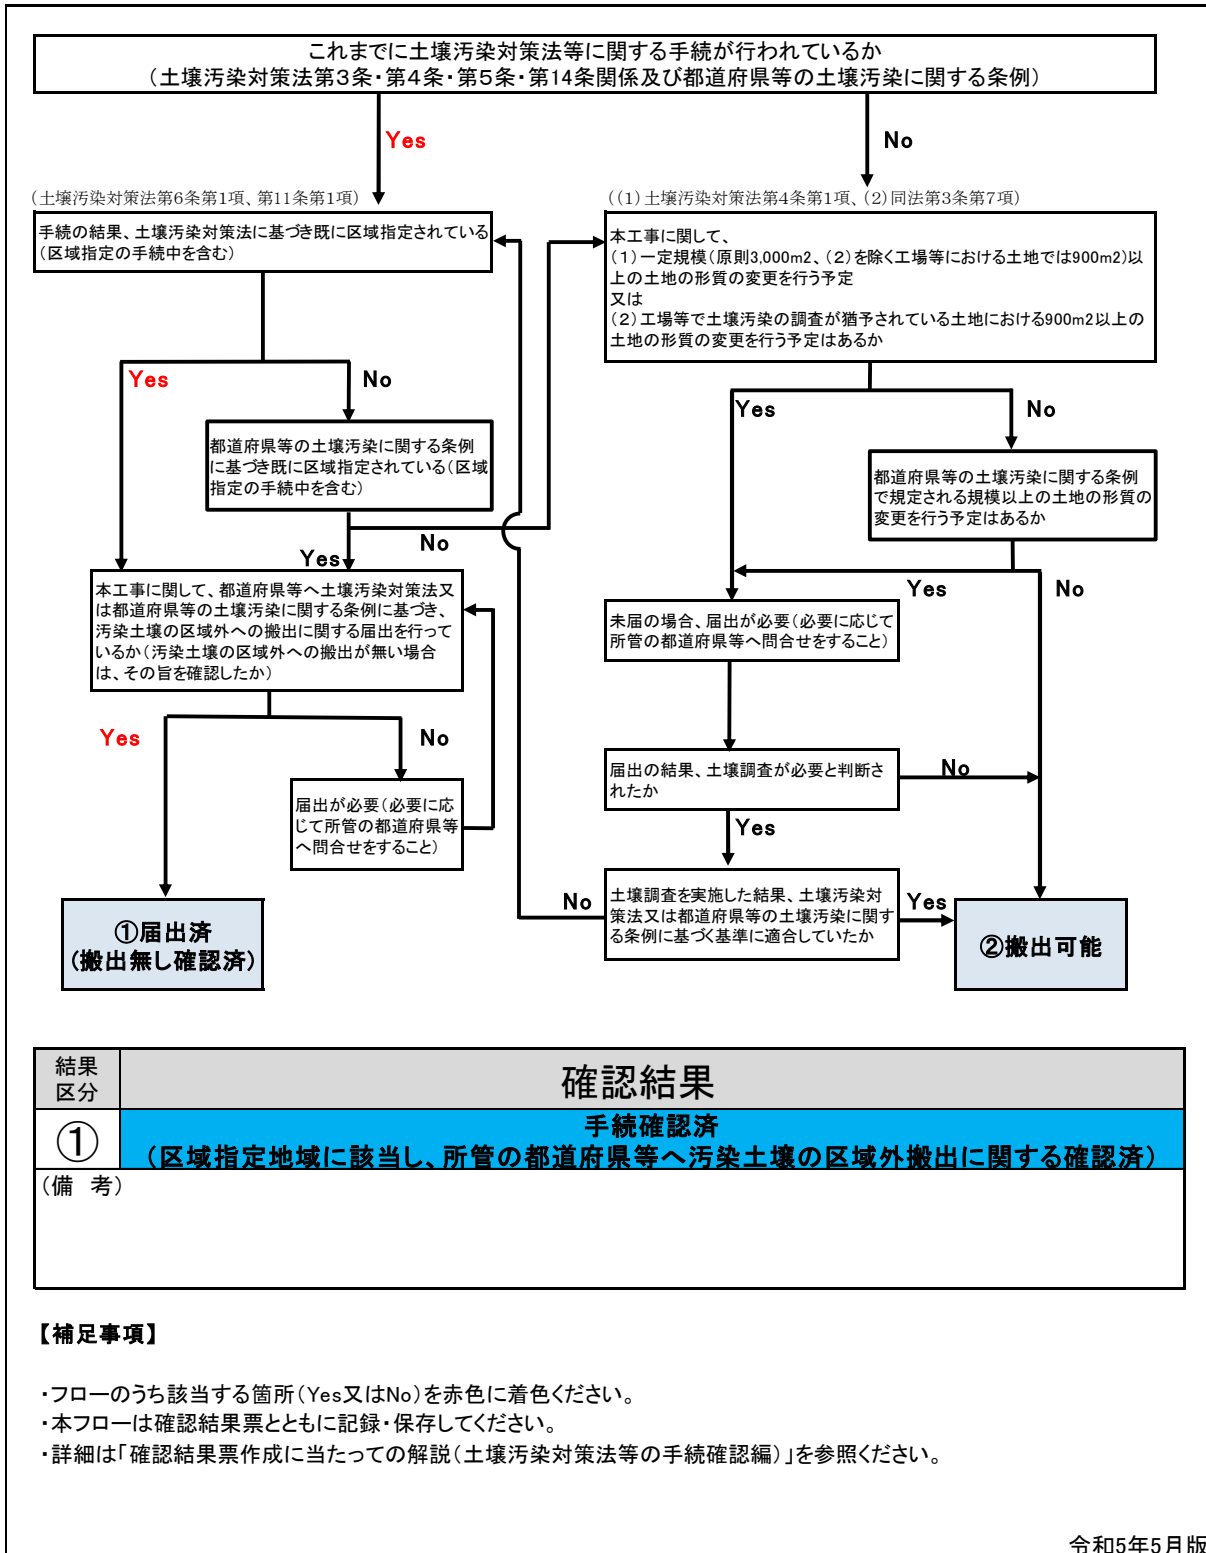 これまでに土壌汚染対策法等に関する手続が行われているか
(土壌汚染対策法第3条・第4条・第5条・第14条関係及び都道府県等の土壌汚染に関する条例)
Yes
No
(土壌汚染対策法第6条第1項、第11条第1項)
((1)土壌汚染対策法第4条第1項、(2)同法第3条第7項)
手続の結果、土壌汚染対策法に基づき既に区域指定されている
(区域指定の手続中を含む)
本工事に関して、
(1)一定規模(原則3,000m2、(2)を除く工場等における土地では900m2)以
上の土地の形質の変更を行う予定
又は
(2)工場等で土壌汚染の調査が猶予されている土地における900m2以上の
土地の形質の変更を行う予定はあるか
Yes
No
Yes
No
都道府県等の土壌汚染に関する条例
に基づき既に区域指定されている(区域
指定の手続中を含む)
都道府県等の土壌汚染に関する条例
で規定される規模以上の土地の形質の
変更を行う予定はあるか
No
Yes
Yes
No
本工事に関して、都道府県等へ土壌汚染対策法又
は都道府県等の土壌汚染に関する条例に基づき、
汚染土壌の区域外への搬出に関する届出を行って
いるか(汚染土壌の区域外への搬出が無い場合
は、その旨を確認したか)
未届の場合、届出が必要(必要に応じて
所管の都道府県等へ問合せをすること)
Yes
No
届出の結果、土壌調査が必要と判断さ
れたか
No
Yes
届出が必要(必要に応
じて所管の都道府県等
へ問合せをすること)
土壌調査を実施した結果、土壌汚染対
策法又は都道府県等の土壌汚染に関す
る条例に基づく基準に適合していたか
No
Yes
①届出済
(搬出無し確認済)
②搬出可能
結果
区分
確認結果
①
手続確認済
(区域指定地域に該当し、所管の都道府県等へ汚染土壌の区域外搬出に関する確認済)
(備 考)
【補足事項】
・フローのうち該当する箇所(Yes又はNo)を赤色に着色ください。
・本フローは確認結果票とともに記録・保存してください。
・詳細は「確認結果票作成に当たっての解説(土壌汚染対策法等の手続確認編)」を参照ください。
令和5年5月版